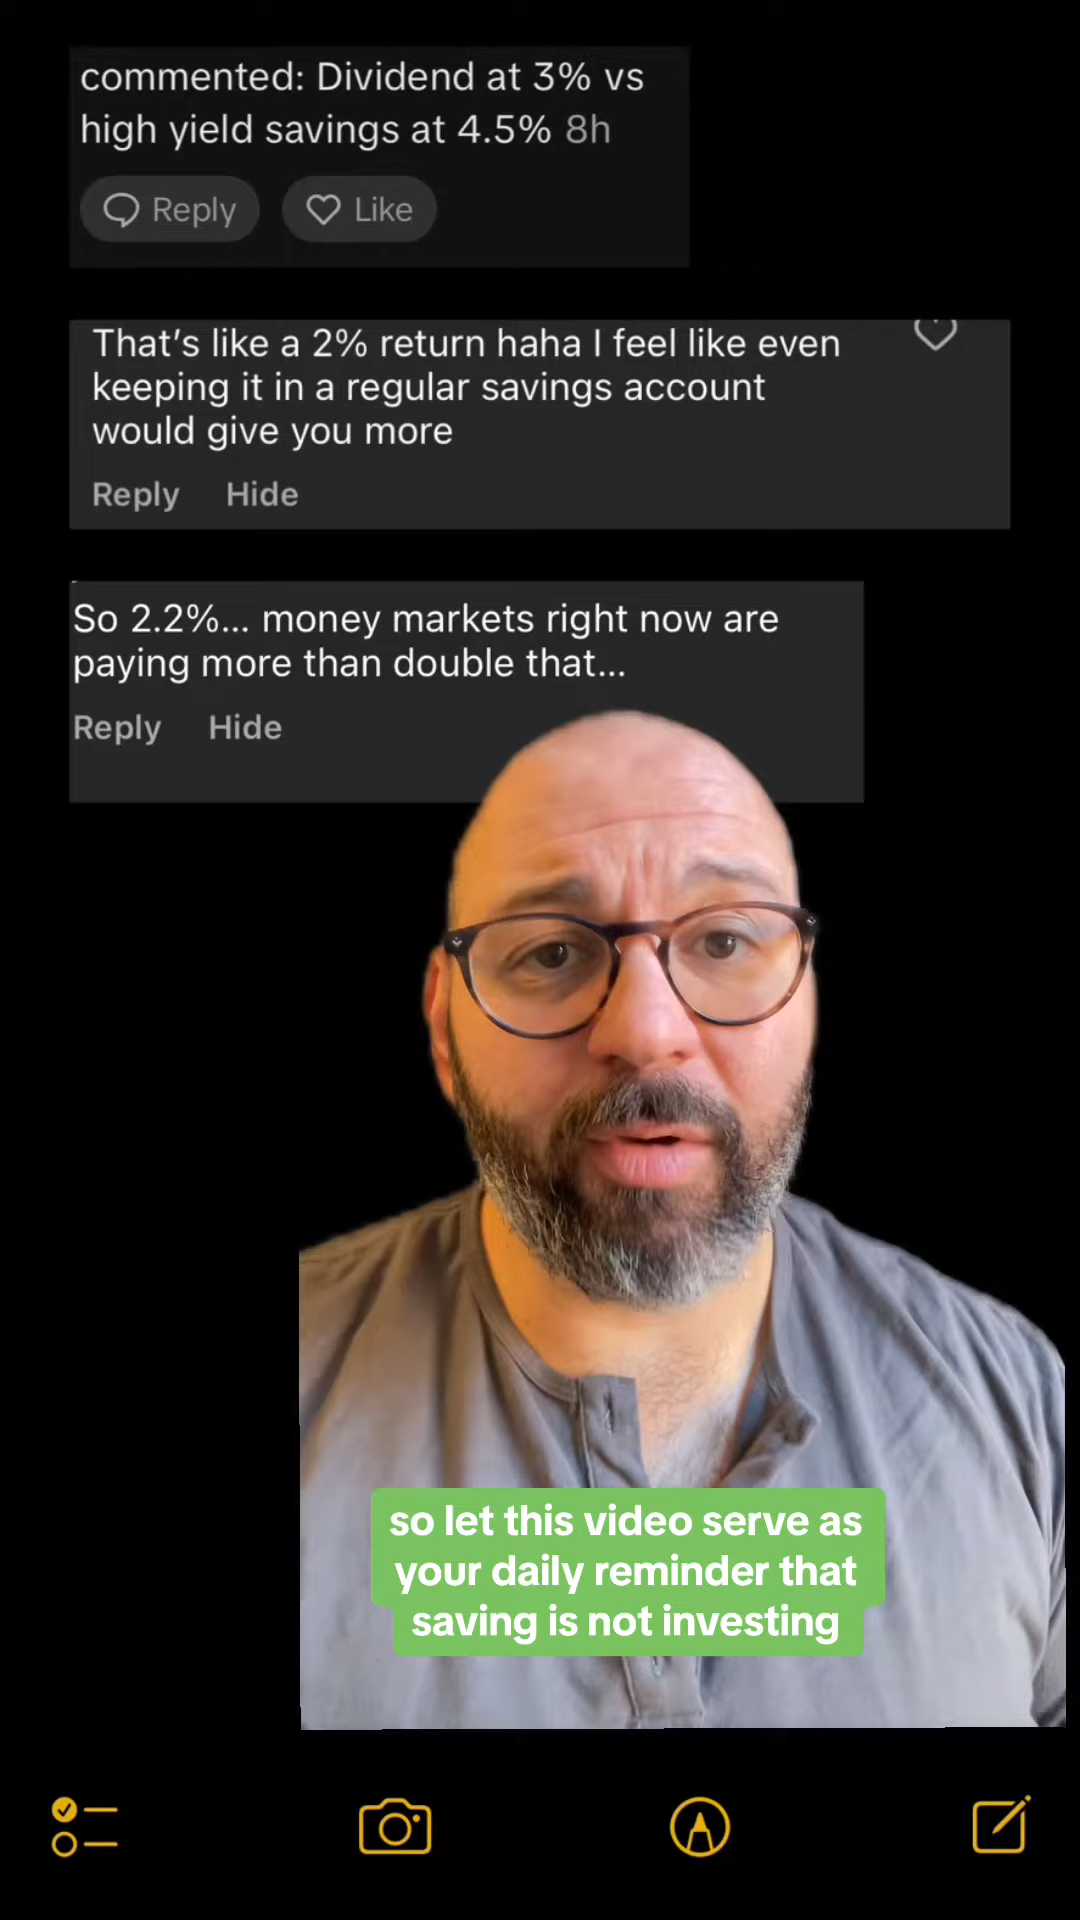 commented: Dividend at 3% vs
high yield savings at 4.5% 8h
Reply Like
That's like a 2% return haha I feel like even
keeping it in a regular savings account
would give you more
Reply Hide
So 2.2%... money markets right now are
paying more than double that...
Reply Hide
so let this video serve as
your daily reminder that
saving is not investing